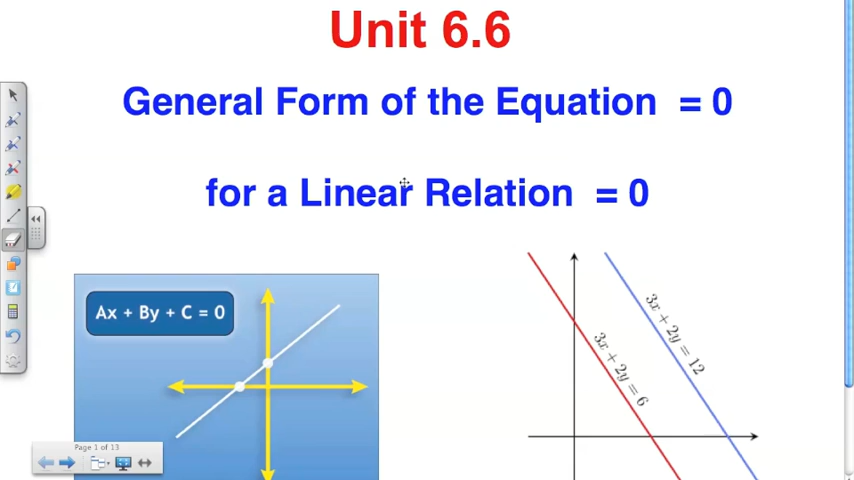 Unit 6.6
General Form of the Equation = 0
for a Linear Relation = 0
Ax + By + C = 0
3x + 2y = 12
3x + 2y = 6
Page 1 of 13